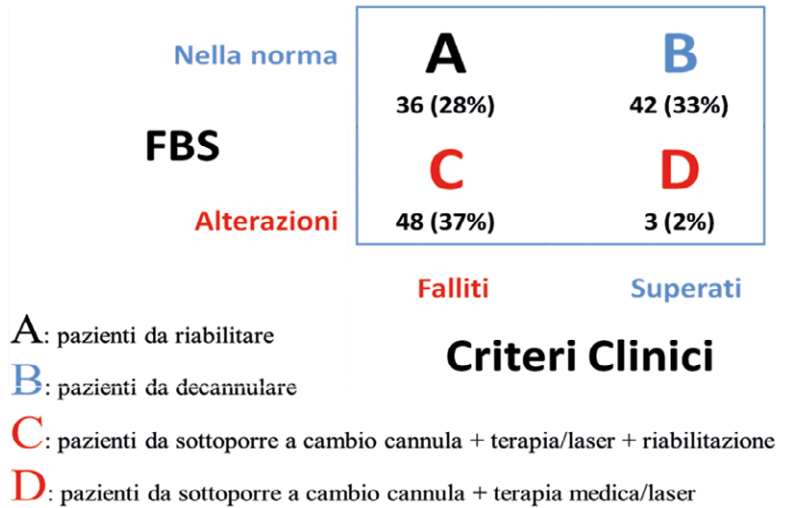 Nella norma
A B
36 (28%) 42 (33%)
FBS
C D
Alterazioni
48 (37%) 3 (2%)
Falliti Superati
Criteri Clinici
A: pazienti da riabilitare
B: pazienti da decannulare
C: pazienti da sottoporre a cambio cannula + terapia/laser + riabilitazione
D: pazienti da sottoporre a cambio cannula + terapia medica/laser